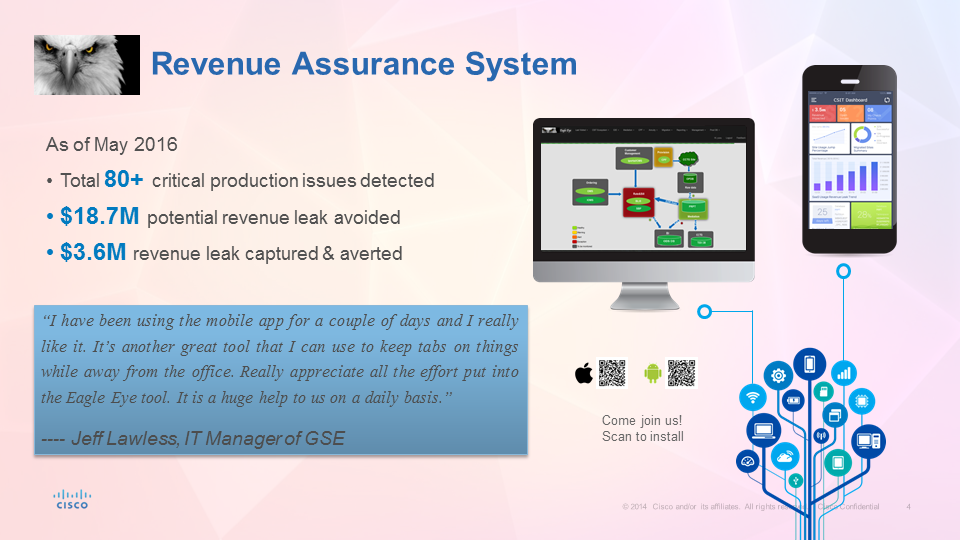 Revenue Assurance System
As of May 2016
• Total 80+ critical production issues detected
• $18.7M potential revenue leak avoided
• $3.6M revenue leak captured & averted
“I have been using the mobile app for a couple of days and I really
like it. It’s another great tool that I can use to keep tabs on things
while away from the office. Really appreciate all the effort put into
the Eagle Eye tool. It is a huge help to us on a daily basis.”
---- Jeff Lawless, IT Manager of GSE
CSIT Dashboard
Come join us!
Scan to install
CISCO
© 2014 Cisco and/or its affiliates. All rights Cisco Confidential
4